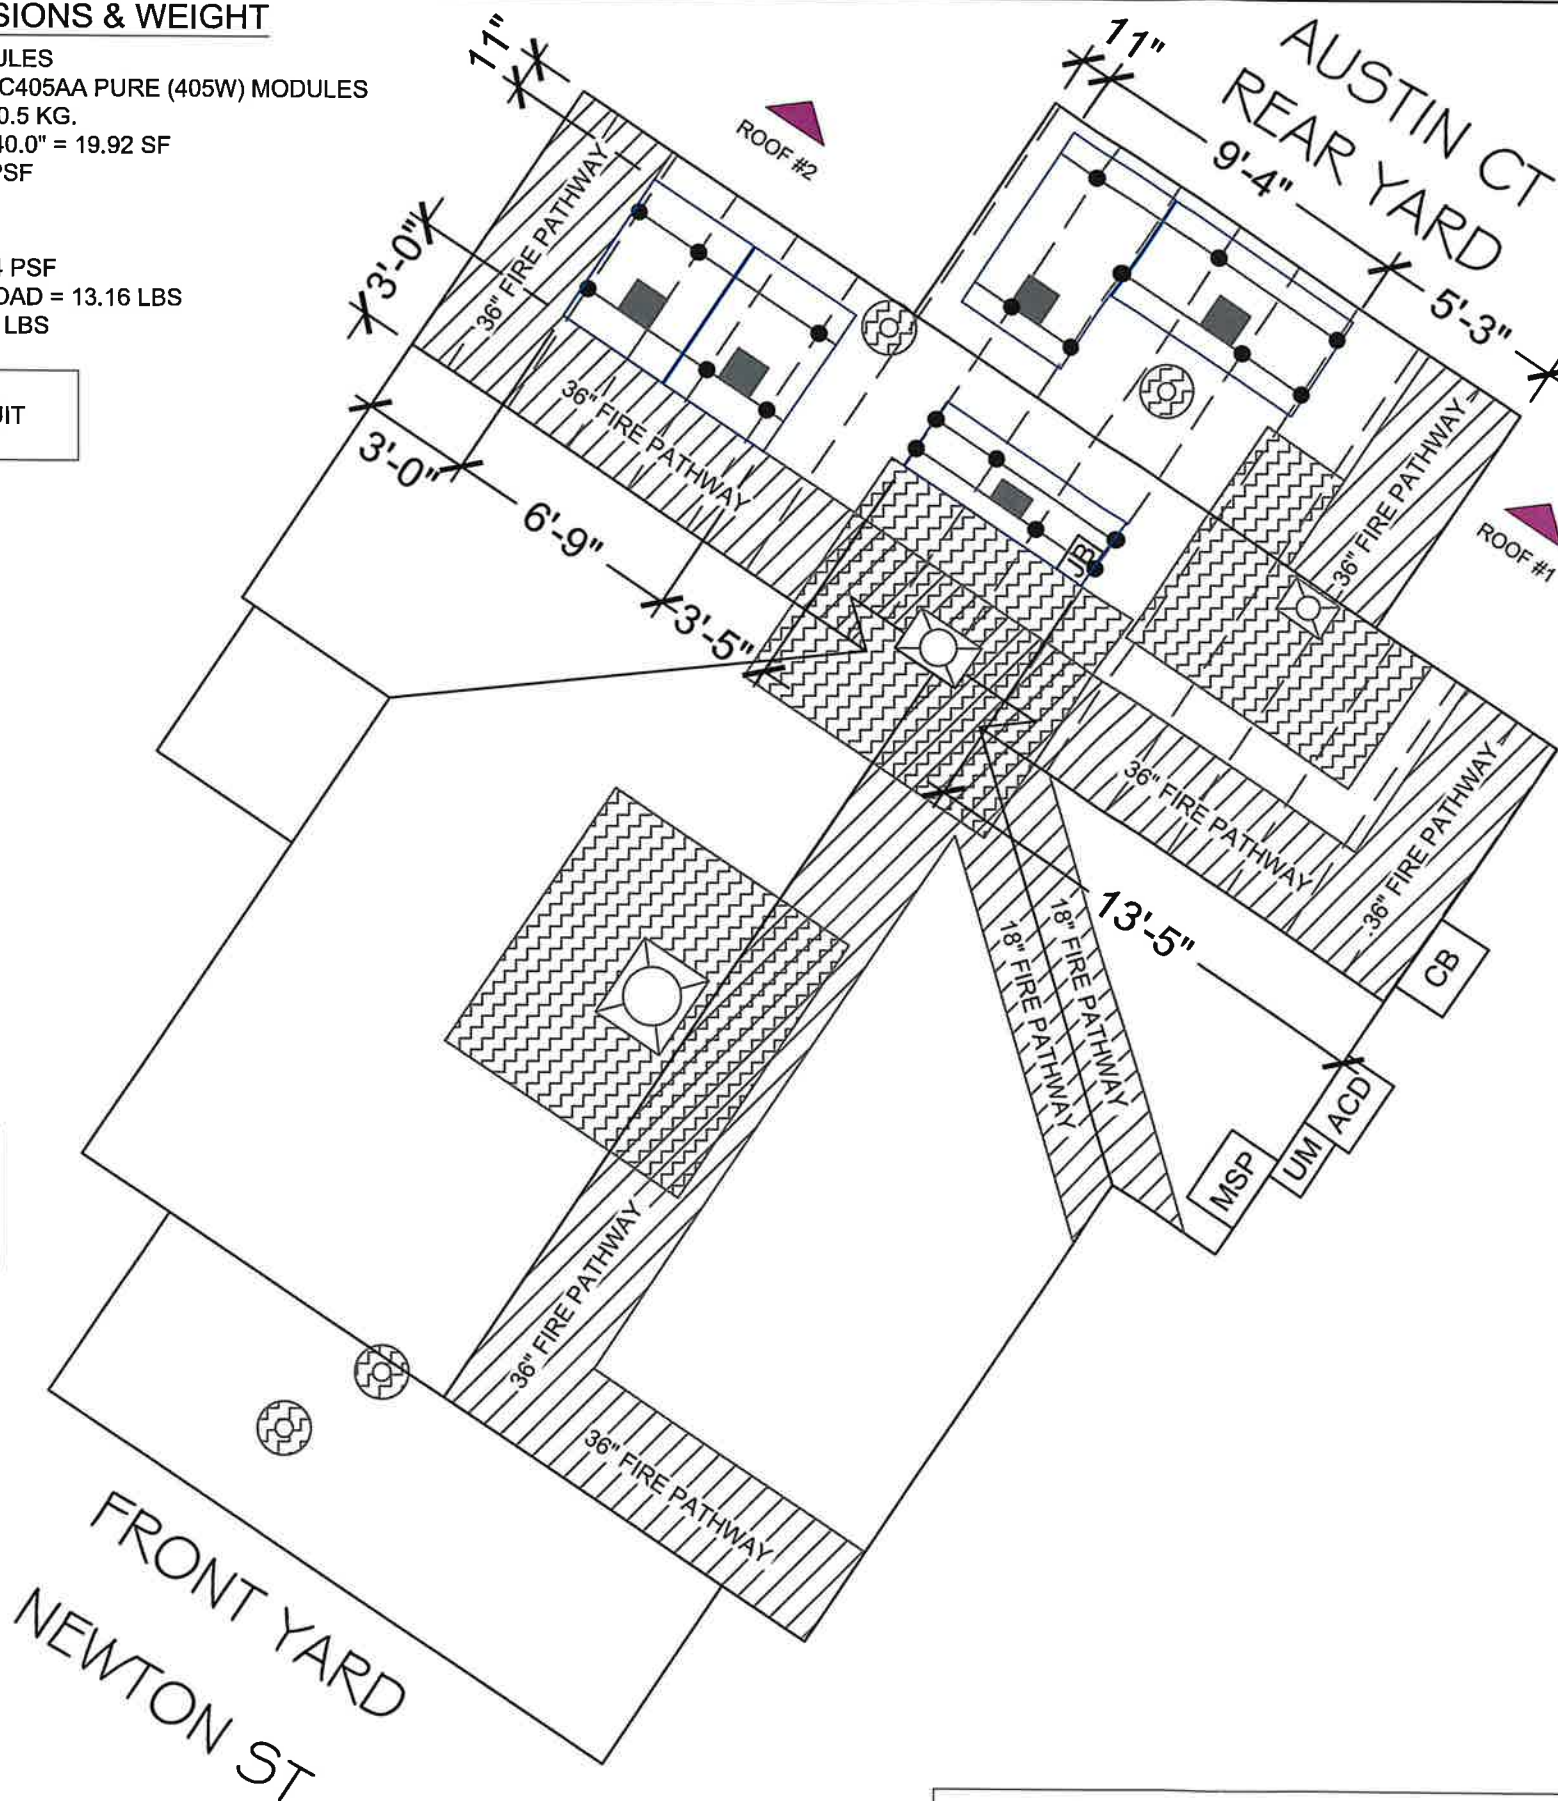 SIONS & WEIGHT
ULES
C405AA PURE (405W) MODULES
0.5 KG.
40.0" = 19.92 SF
PSF
4 PSF
OAD = 13.16 LBS
LBS
UIT
11"
11"
AUSTIN CT
REAR YARD
9'-4"
5'-3"
ROOF #2
ROOF #1
3'-0"
36" FIRE PATHWAY
36" FIRE PATHWAY
36" FIRE PATHWAY
3'-0"
6'-9"
3'-5"
JB
36" FIRE PATHWAY
36" FIRE PATHWAY
13'-5"
18" FIRE PATHWAY
18" FIRE PATHWAY
CB
ACD
UM
MSP
36" FIRE PATHWAY
36" FIRE PATHWAY
FRONT YARD
NEWTON ST